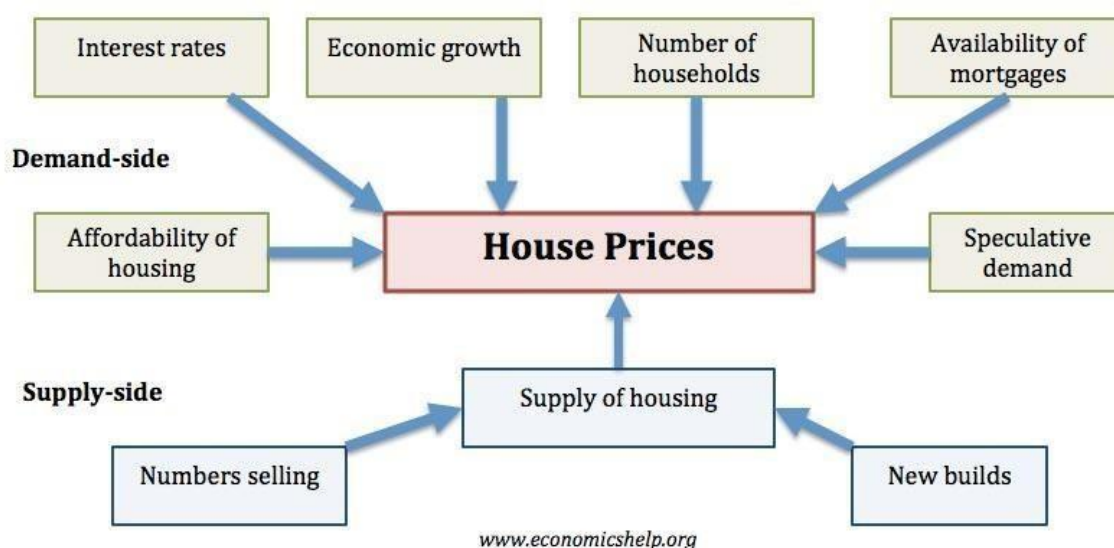 Interest rates
Economic growth
Number of
households
Availability of
mortgages
Demand-side
Affordability of
housing
House Prices
Speculative
demand
Supply-side
Supply of housing
Numbers selling
New builds
www.economicshelp.org